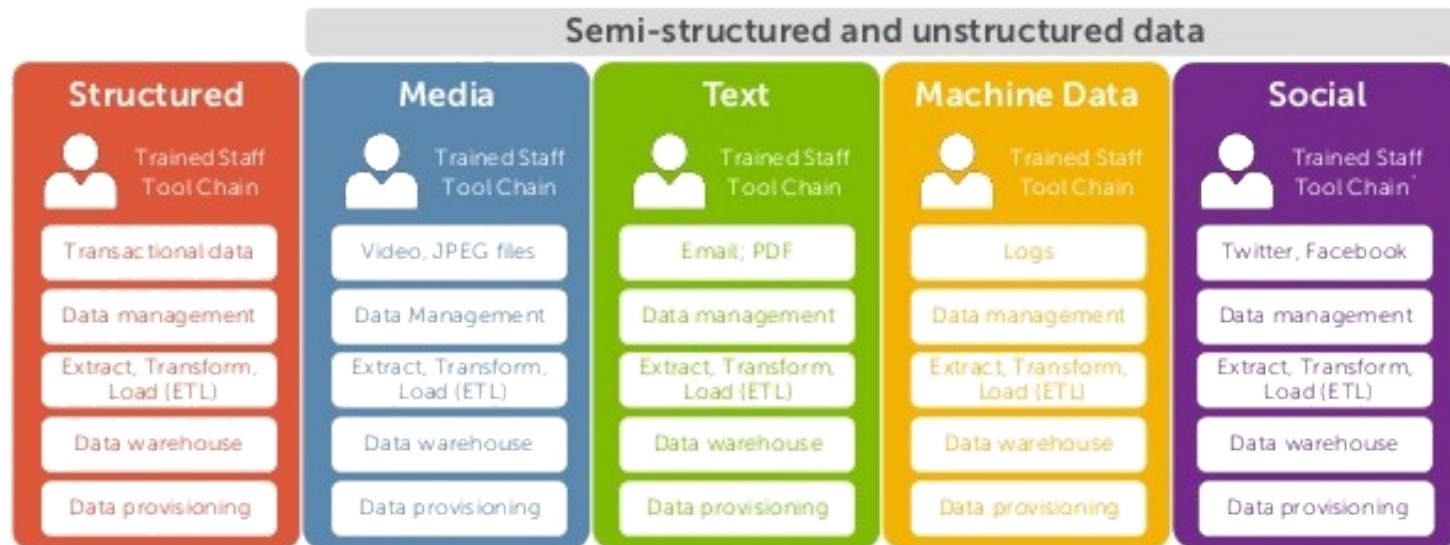 Semi-structured and unstructured data
Structured
Trained Staff
Tool Chain
Transactional data
Data management
Extract, Transform,
Load (ETL)
Data warehouse
Data provisioning
Media
Trained Staff
Tool Chain
Video, JPEG files
Data Management
Extract, Transform,
Load (ETL)
Data warehouse
Data provisioning
Text
Trained Staff
Tool Chain
Email; PDF
Data management
Extract, Transform,
Load (ETL)
Data warehouse
Data provisioning
Machine Data
Trained Staff
Tool Chain
Logs
Data management
Extract, Transform,
Load (ETL)
Data warehouse
Data provisioning
Social
Trained Staff
Tool Chain
Twitter, Facebook
Data management
Extract, Transform,
Load (ETL)
Data warehouse
Data provisioning